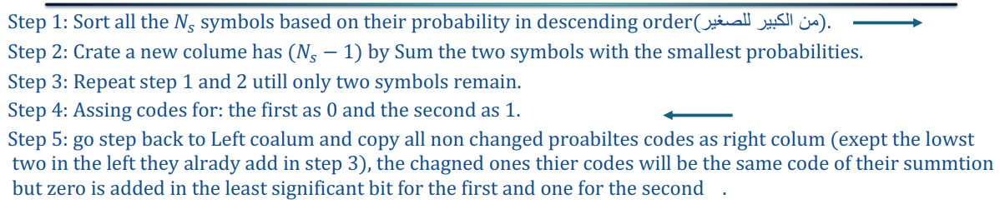 Step 1: Sort all the Nₛ symbols based on their probability in descending order(من الكبير للصغير).
Step 2: Crate a new colume has (Nₛ − 1) by Sum the two symbols with the smallest probabilities.
Step 3: Repeat step 1 and 2 utill only two symbols remain.
Step 4: Assing codes for: the first as 0 and the second as 1.
Step 5: go step back to Left coalum and copy all non changed proabiltes codes as right colum (exept the lowst
two in the left they alrady add in step 3), the chagned ones thier codes will be the same code of their summtion
but zero is added in the least significant bit for the first and one for the second .